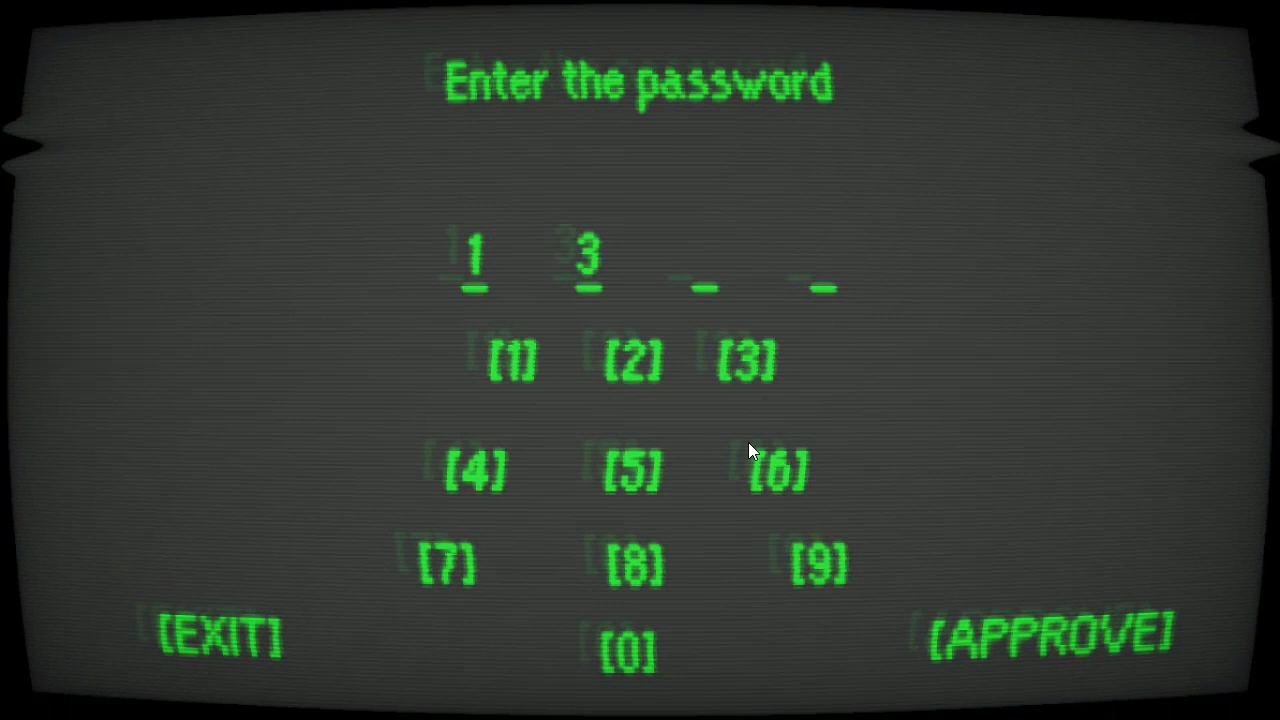 Enter the password
1 3 _ _
[1] [2] [3]
[4] [5] [6]
[7] [8] [9]
[EXIT] [0] [APPROVE]